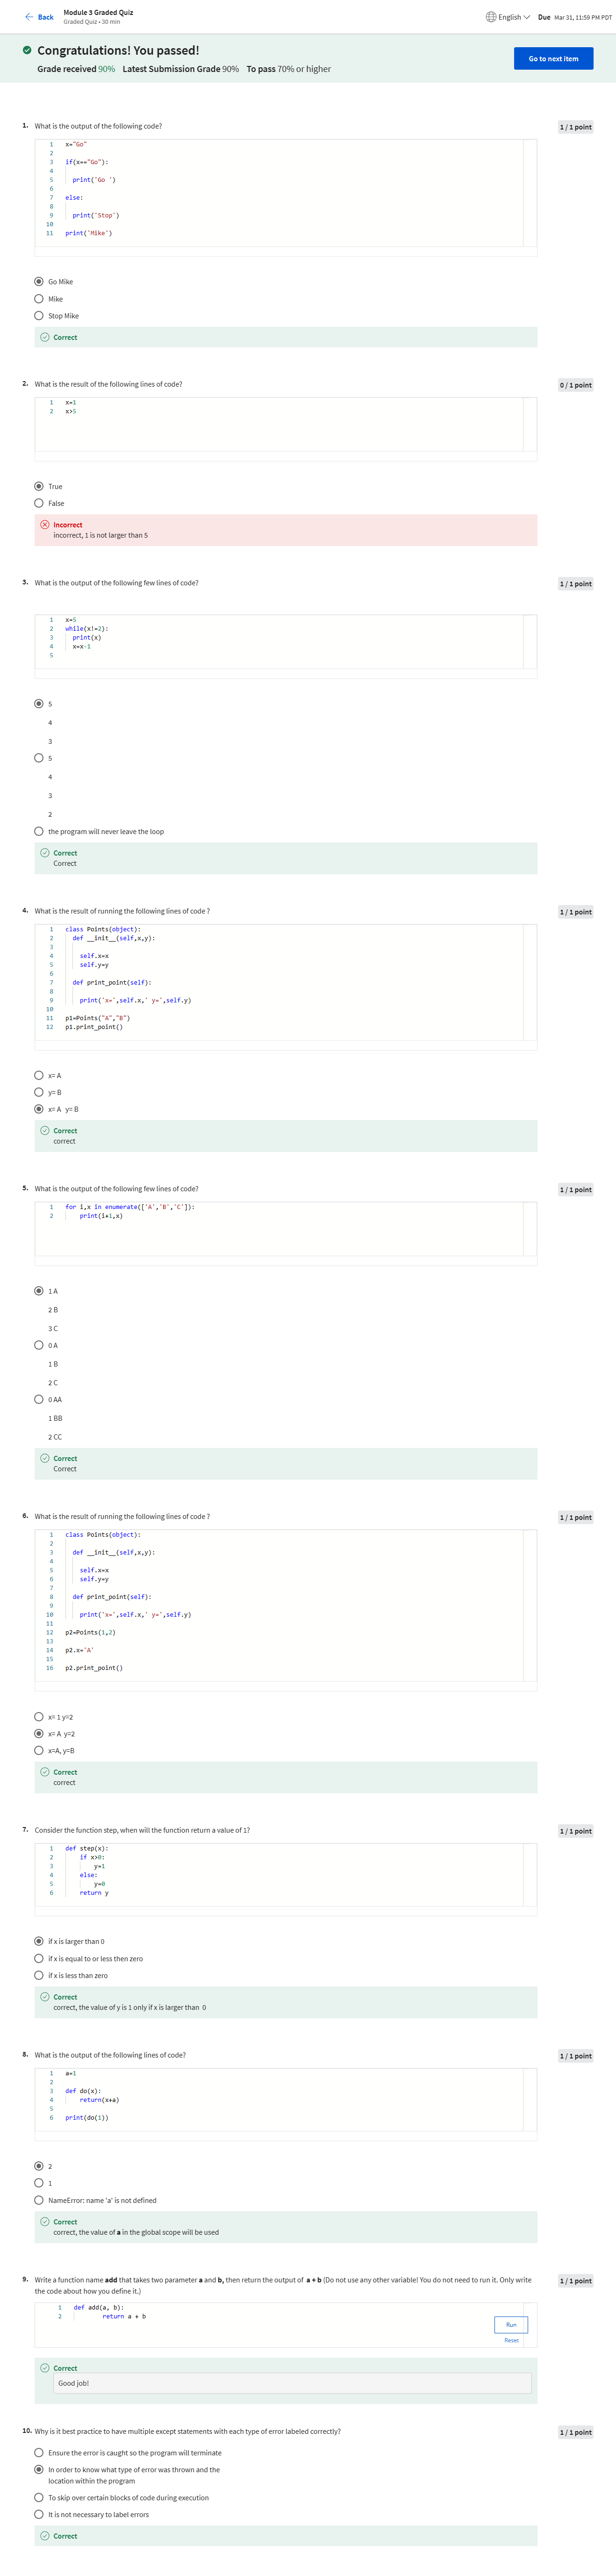 Back
Module 3 Graded Quiz
Graded Quiz • 30 min
English
Due Mar 31, 11:59 PM PDT
Congratulations! You passed!
Grade received 90% Latest Submission Grade 90% To pass 70% or higher
Go to next item
1. What is the output of the following code?
1 / 1 point
1 x="Go"
2
3 if(x=="Go"):
4
5 print('Go ')
6
7 else:
8
9 print('Stop')
10
11 print('Mike')
Go Mike
Mike
Stop Mike
Correct
2. What is the result of the following lines of code?
0 / 1 point
1 x=1
2 x>5
True
False
Incorrect
incorrect, 1 is not larger than 5
3. What is the output of the following few lines of code?
1 / 1 point
1 x=5
2 while(x!=2):
3 print(x)
4 x=x-1
5
5
4
3
5
4
3
2
the program will never leave the loop
Correct
Correct
4. What is the result of running the following lines of code ?
1 / 1 point
1 class Points(object):
2 def __init__(self,x,y):
3
4 self.x=x
5 self.y=y
6
7 def print_point(self):
8
9 print('x=',self.x,' y=',self.y)
10
11 p1=Points("A","B")
12 p1.print_point()
x= A
y= B
x= A y= B
Correct
correct
5. What is the output of the following few lines of code?
1 / 1 point
1 for i,x in enumerate(['A','B','C']):
2 print(i+1,x)
1 A
2 B
3 C
0 A
1 B
2 C
0 AA
1 BB
2 CC
Correct
Correct
6. What is the result of running the following lines of code ?
1 / 1 point
1 class Points(object):
2
3 def __init__(self,x,y):
4
5 self.x=x
6 self.y=y
7
8 def print_point(self):
9
10 print('x=',self.x,' y=',self.y)
11
12 p2=Points(1,2)
13
14 p2.x='A'
15
16 p2.print_point()
x= 1 y=2
x= A y=2
x=A, y=B
Correct
correct
7. Consider the function step, when will the function return a value of 1?
1 / 1 point
1 def step(x):
2 if x>0:
3 y=1
4 else:
5 y=0
6 return y
if x is larger than 0
if x is equal to or less then zero
if x is less than zero
Correct
correct, the value of y is 1 only if x is larger than 0
8. What is the output of the following lines of code?
1 / 1 point
1 a=1
2
3 def do(x):
4 return(x+a)
5
6 print(do(1))
2
1
NameError: name 'a' is not defined
Correct
correct, the value of a in the global scope will be used
9. Write a function name add that takes two parameter a and b, then return the output of a + b (Do not use any other variable! You do not need to run it. Only write
the code about how you define it.)
1 / 1 point
1 def add(a, b):
2 return a + b
Run
Reset
Correct
Good job!
10. Why is it best practice to have multiple except statements with each type of error labeled correctly?
1 / 1 point
Ensure the error is caught so the program will terminate
In order to know what type of error was thrown and the
location within the program
To skip over certain blocks of code during execution
It is not necessary to label errors
Correct